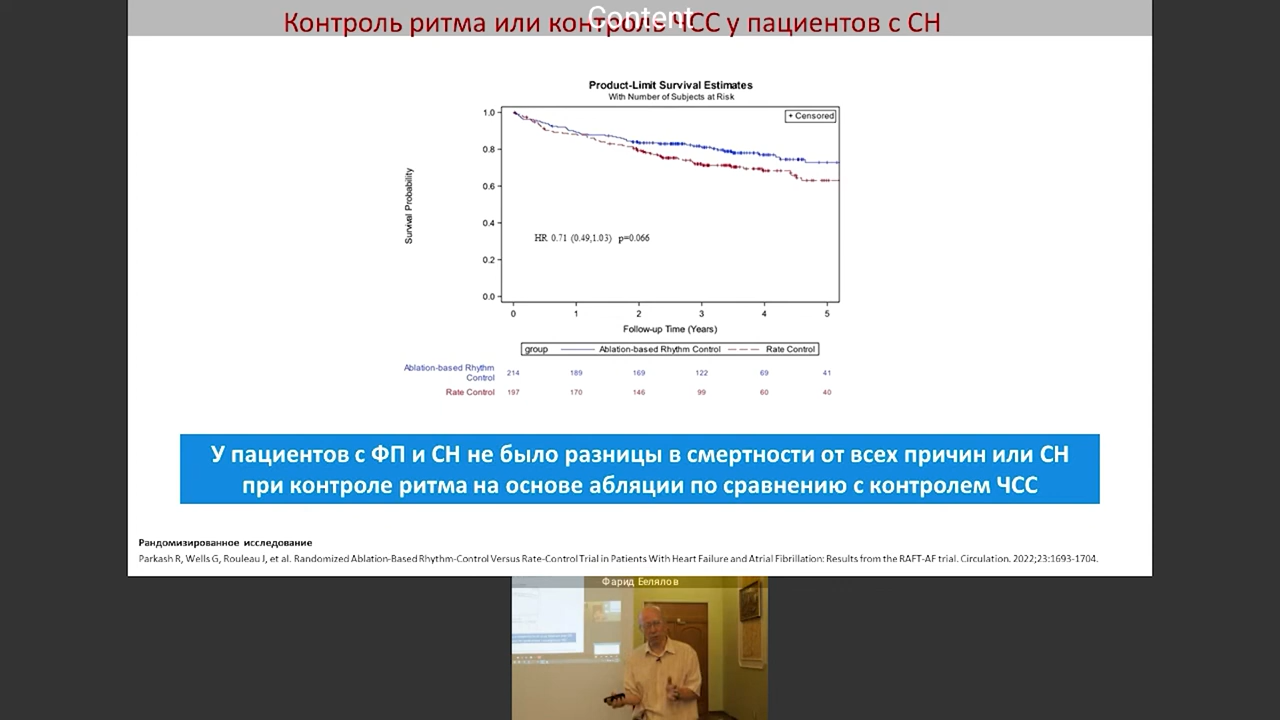 Content
Контроль ритма или контроль ЧСС у пациентов с СН
Product-Limit Survival Estimates
With Number of Subjects at Risk
+ Censored
1.0
0.8
0.6
0.4
0.2
0.0
Survival Probability
HR 0.71 (0.49,1.03) p=0.066
0 1 2 3 4 5
Follow-up Time (Years)
group Ablation-based Rhythm Control Rate Control
Ablation-based Rhythm
Control 214 189 169 122 69 41
Rate Control 197 170 146 99 60 40
У пациентов с ФП и СН не было разницы в смертности от всех причин или СН
при контроле ритма на основе абляции по сравнению с контролем ЧСС
Рандомизированное исследование
Parkash R, Wells G, Rouleau J, et al. Randomized Ablation-Based Rhythm-Control Versus Rate-Control Trial in Patients With Heart Failure and Atrial Fibrillation: Results from the RAFT-AF trial. Circulation. 2022;23:1693-1704.
Фарид Белялов